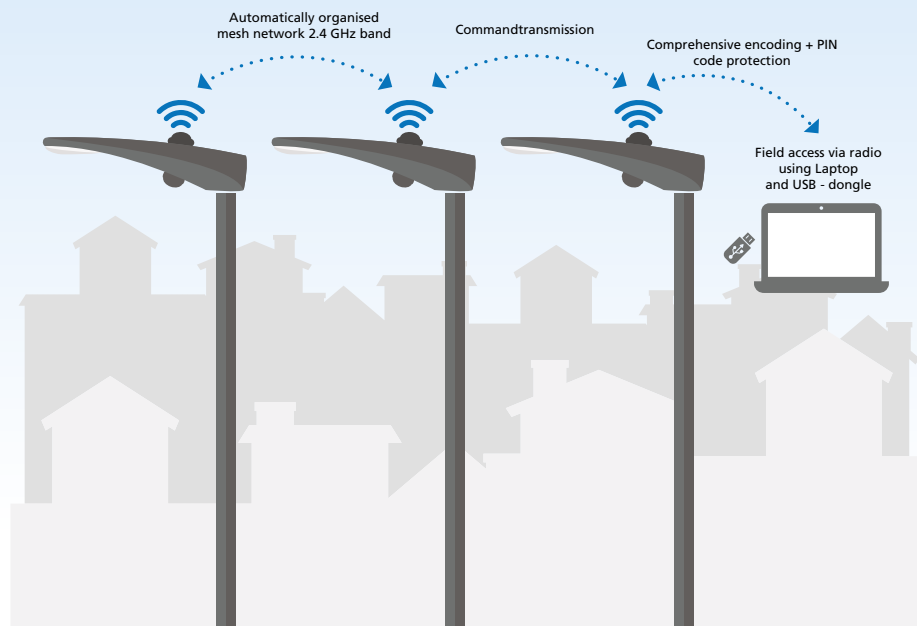 Automatically organised
mesh network 2.4 GHz band
Commandtransmission
Comprehensive encoding + PIN
code protection
Field access via radio
using Laptop
and USB - dongle